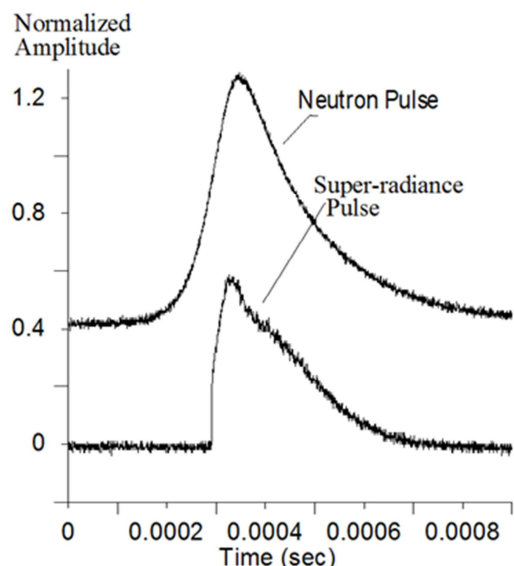 Normalized
Amplitude
1.2
Neutron Pulse
Super-radiance
Pulse
0.8
0.4
0
0 0.0002 0.0004 0.0006 0.0008
Time (sec)